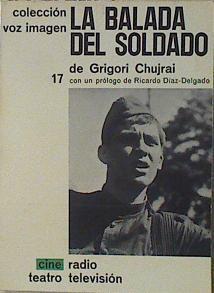 colección
voz imagen
LA BALADA
DEL SOLDADO
de Grigori Chujrai
17 con un prólogo de Ricardo Díaz-Delgado
cine radio
teatro televisión